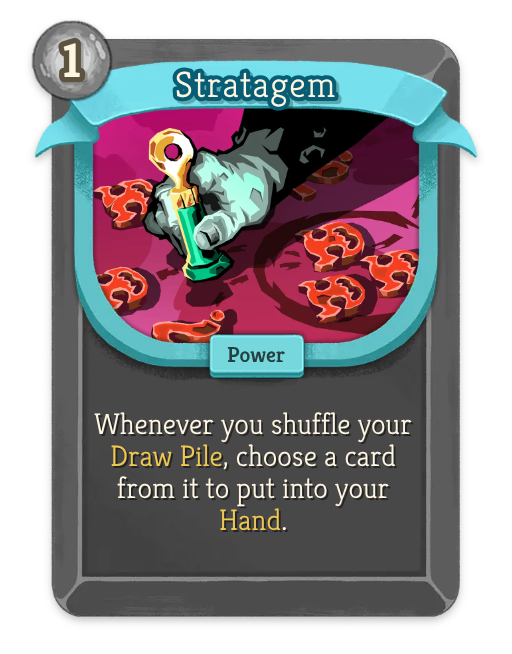 1
Stratagem
Power
Whenever you shuffle your
Draw Pile, choose a card
from it to put into your
Hand.